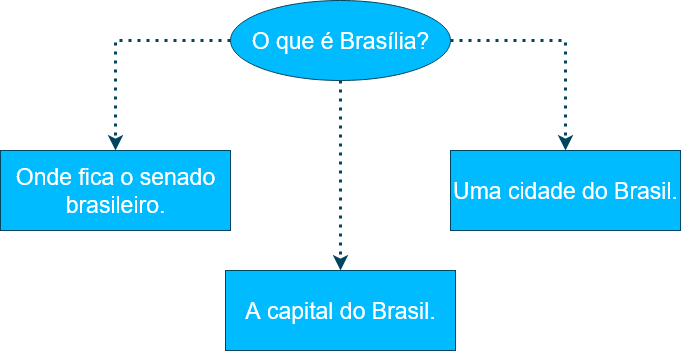 O que é Brasília?
Onde fica o senado
brasileiro.
Uma cidade do Brasil.
A capital do Brasil.